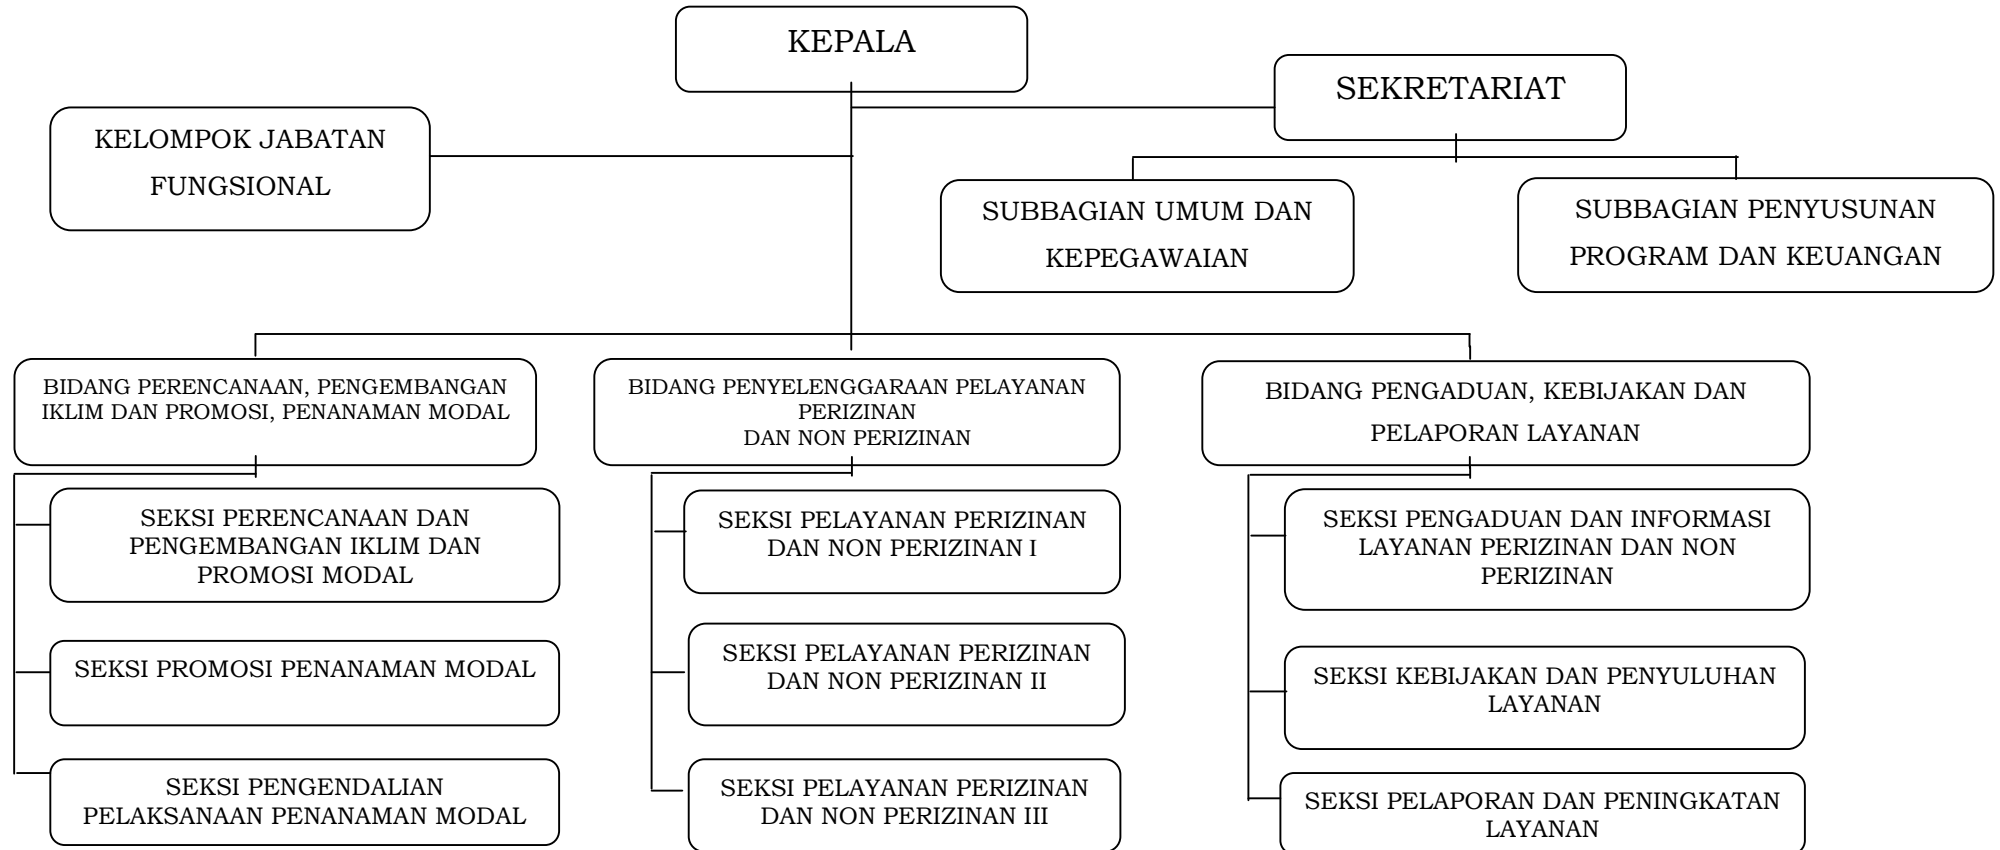 KEPALA
SEKRETARIAT
KELOMPOK JABATAN
FUNGSIONAL
SUBBAGIAN UMUM DAN
KEPEGAWAIAN
SUBBAGIAN PENYUSUNAN
PROGRAM DAN KEUANGAN
BIDANG PERENCANAAN, PENGEMBANGAN
IKLIM DAN PROMOSI, PENANAMAN MODAL
BIDANG PENYELENGGARAAN PELAYANAN
PERIZINAN
DAN NON PERIZINAN
BIDANG PENGADUAN, KEBIJAKAN DAN
PELAPORAN LAYANAN
SEKSI PERENCANAAN DAN
PENGEMBANGAN IKLIM DAN
PROMOSI MODAL
SEKSI PROMOSI PENANAMAN MODAL
SEKSI PENGENDALIAN
PELAKSANAAN PENANAMAN MODAL
SEKSI PELAYANAN PERIZINAN
DAN NON PERIZINAN I
SEKSI PELAYANAN PERIZINAN
DAN NON PERIZINAN II
SEKSI PELAYANAN PERIZINAN
DAN NON PERIZINAN III
SEKSI PENGADUAN DAN INFORMASI
LAYANAN PERIZINAN DAN NON
PERIZINAN
SEKSI KEBIJAKAN DAN PENYULUHAN
LAYANAN
SEKSI PELAPORAN DAN PENINGKATAN
LAYANAN